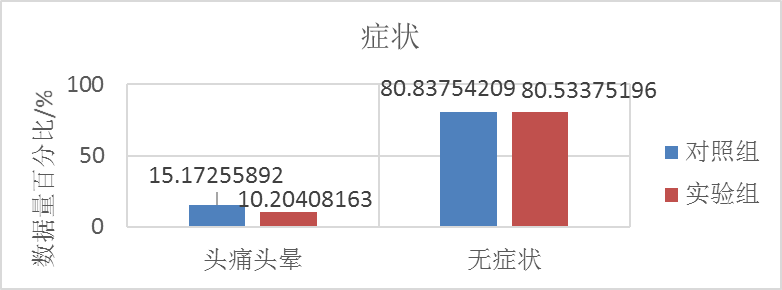 症状
数据量百分比/%
100
50
0
15.17255892
10.20408163
80.83754209
80.53375196
头痛头晕
无症状
对照组
实验组